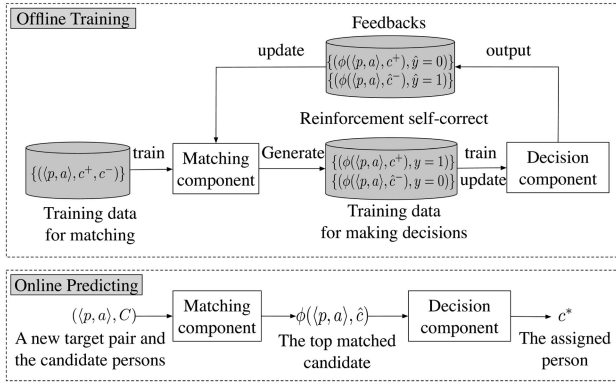 Offline Training
Feedbacks
update
{(ϕ(⟨p, a⟩, c⁺), ŷ = 0)}
{(ϕ(⟨p, a⟩, ĉ⁻), ŷ = 1)}
output
Reinforcement self-correct
{(⟨p, a⟩, c⁺, c⁻)}
train
Matching
component
Generate
{(ϕ(⟨p, a⟩, c⁺), y = 1)}
{(ϕ(⟨p, a⟩, ĉ⁻), y = 0)}
train
update
Decision
component
Training data
for matching
Training data
for making decisions
Online Predicting
(⟨p, a⟩, C)
Matching
component
ϕ(⟨p, a⟩, ĉ)
Decision
component
c*
A new target pair and
the candidate persons
The top matched
candidate
The assigned
person